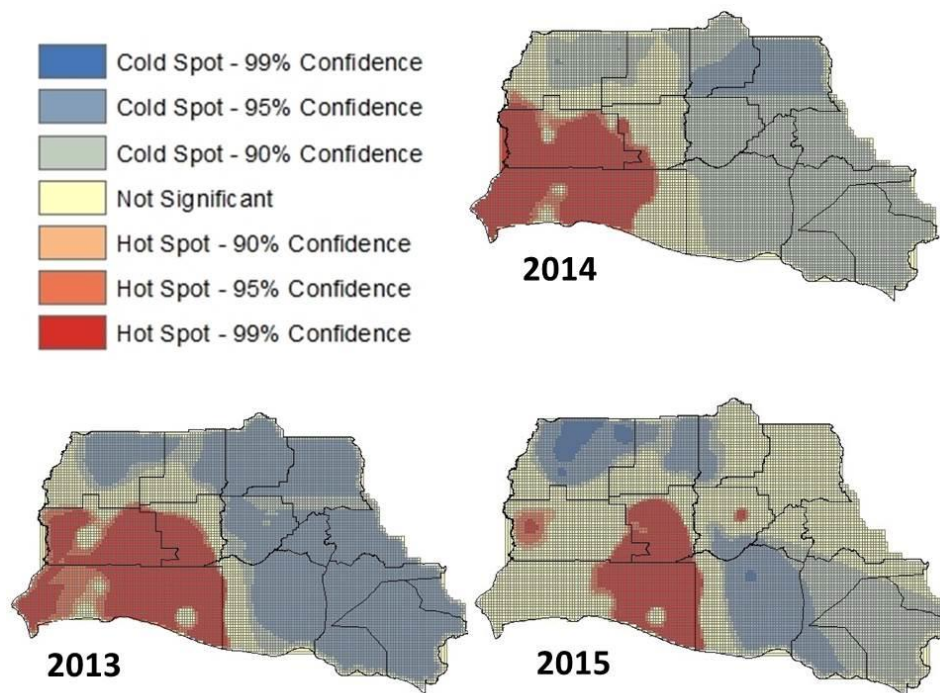 Cold Spot - 99% Confidence
Cold Spot - 95% Confidence
Cold Spot - 90% Confidence
Not Significant
Hot Spot - 90% Confidence
Hot Spot - 95% Confidence
Hot Spot - 99% Confidence
2014
2013
2015